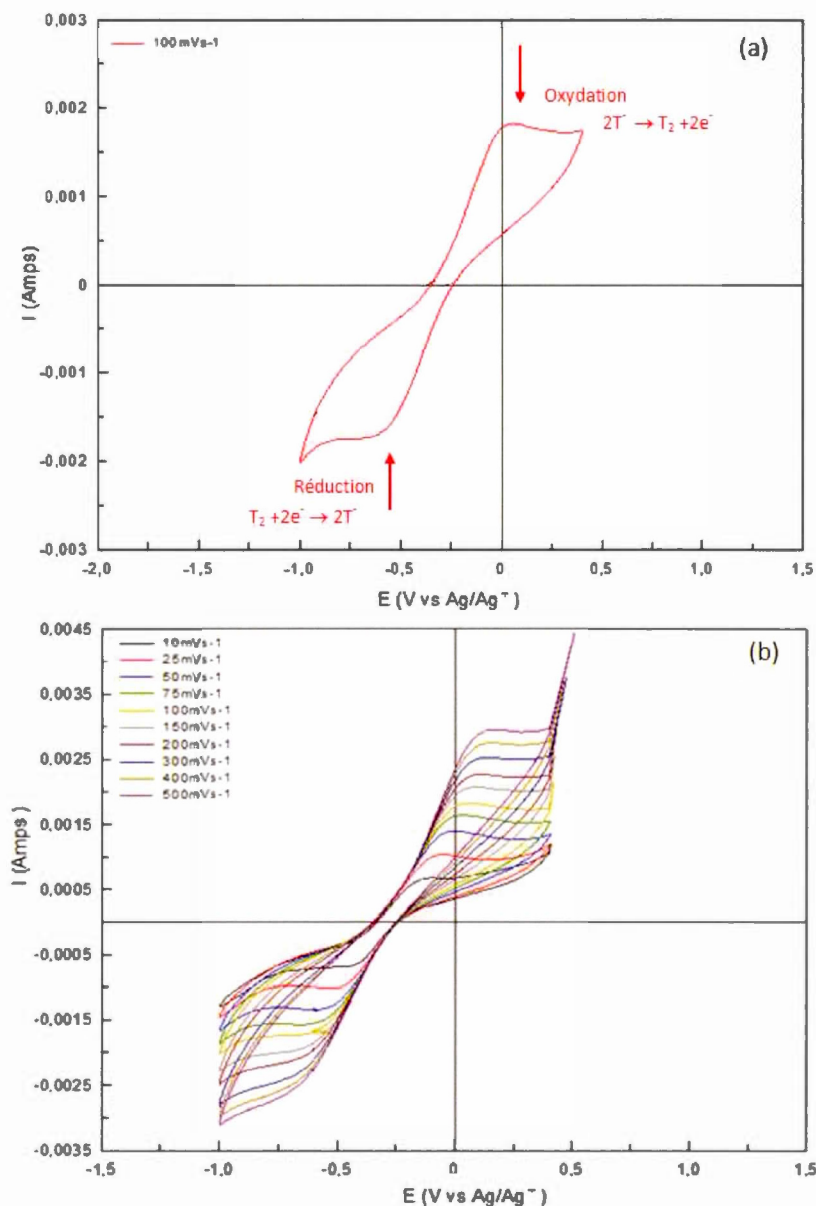 0,003
100mVs-1
(a)
Oxydation
2T⁻ → T₂ +2e⁻
0,002
0,001
I (Amps)
0
-0,001
-0,002
Réduction
T₂ +2e⁻ → 2T⁻
-0,003
-2,0 -1,5 -1,0 -0,5 0 0,5 1,0 1,5
E (V vs Ag/Ag⁺)
0,0045
(b)
10mVs-1
25mVs-1
50mVs-1
75mVs-1
100mVs-1
150mVs-1
200mVs-1
300mVs-1
400mVs-1
500mVs-1
0,0035
0,0025
0,0015
0,0005
I (Amps)
-0,0005
-0,0015
-0,0025
-0,0035
-1,5 -1,0 -0,5 0 0,5 1,0 1,5
E (V vs Ag/Ag⁺)